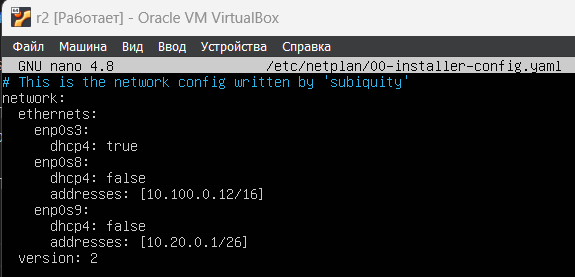 r2 [Работает] - Oracle VM VirtualBox
Файл Машина Вид Ввод Устройства Справка
GNU nano 4.8 /etc/netplan/00-installer-config.yaml
# This is the network config written by 'subiquity'
network:
  ethernets:
    enp0s3:
      dhcp4: true
    enp0s8:
      dhcp4: false
      addresses: [10.100.0.12/16]
    enp0s9:
      dhcp4: false
      addresses: [10.20.0.1/26]
  version: 2